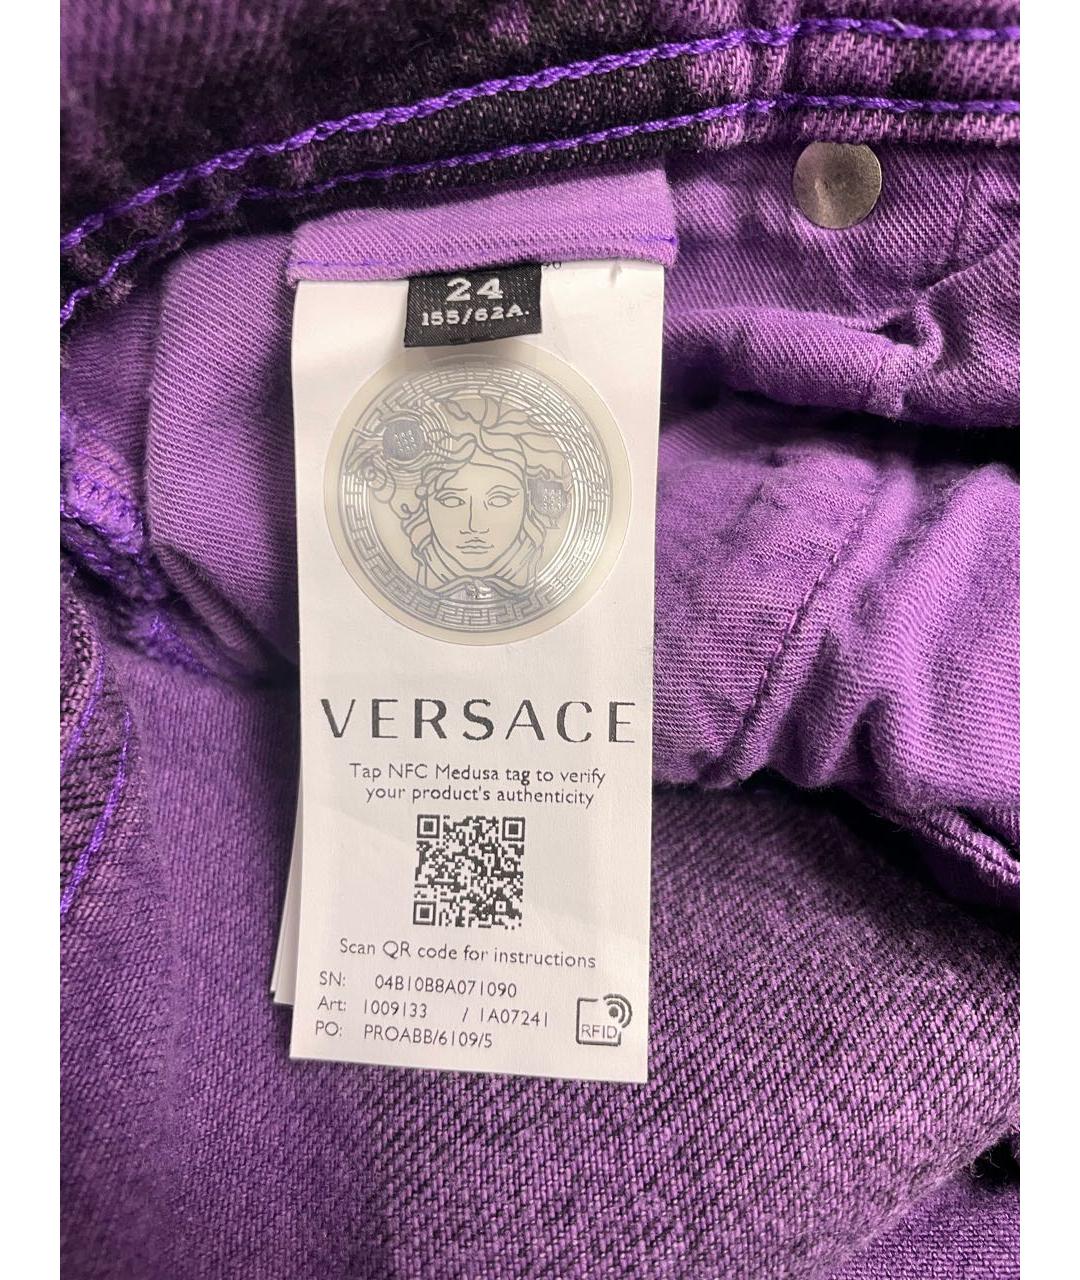 24
155/62A.
VERSACE
Tap NFC Medusa tag to verify
your product's authenticity
Scan QR code for instructions
SN: 04B10B8A071090
Art: 1009133 / 1A07241
PO: PROABB/6109/5
RFID